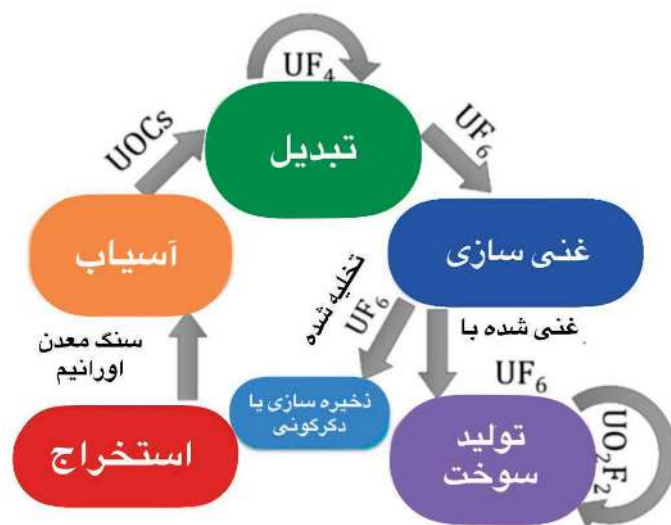 UF₄
تبدیل
UOCs
UF₆
آسیاب
غنی سازی
سنگ معدن
اورانیم
تخلیه شده
UF₆
غنی شده با
UF₆
استخراج
ذخیره سازی یا
دگرگونی
تولید
سوخت
UO₂F₂